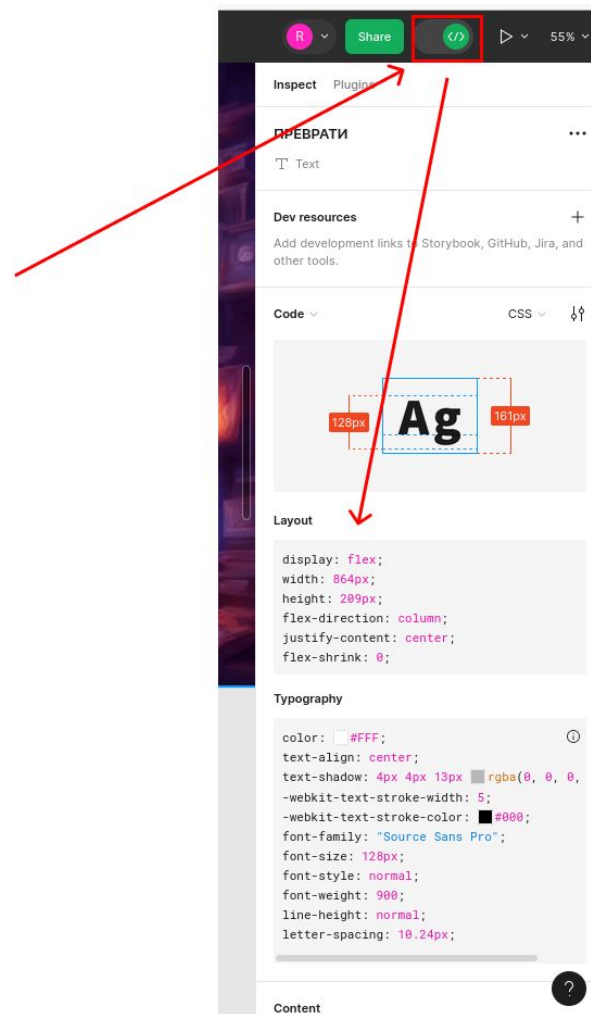 R
Share
</>
55%
Inspect Plugins
ПРЕВРАТИ
T Text
Dev resources
Add development links to Storybook, GitHub, Jira, and
other tools.
Code
CSS
128px
Ag
161px
Layout
display: flex;
width: 864px;
height: 209px;
flex-direction: column;
justify-content: center;
flex-shrink: 0;
Typography
color: #FFF;
text-align: center;
text-shadow: 4px 4px 13px rgba(0, 0, 0,
-webkit-text-stroke-width: 5;
-webkit-text-stroke-color: #000;
font-family: "Source Sans Pro";
font-size: 128px;
font-style: normal;
font-weight: 900;
line-height: normal;
letter-spacing: 10.24px;
?
Content